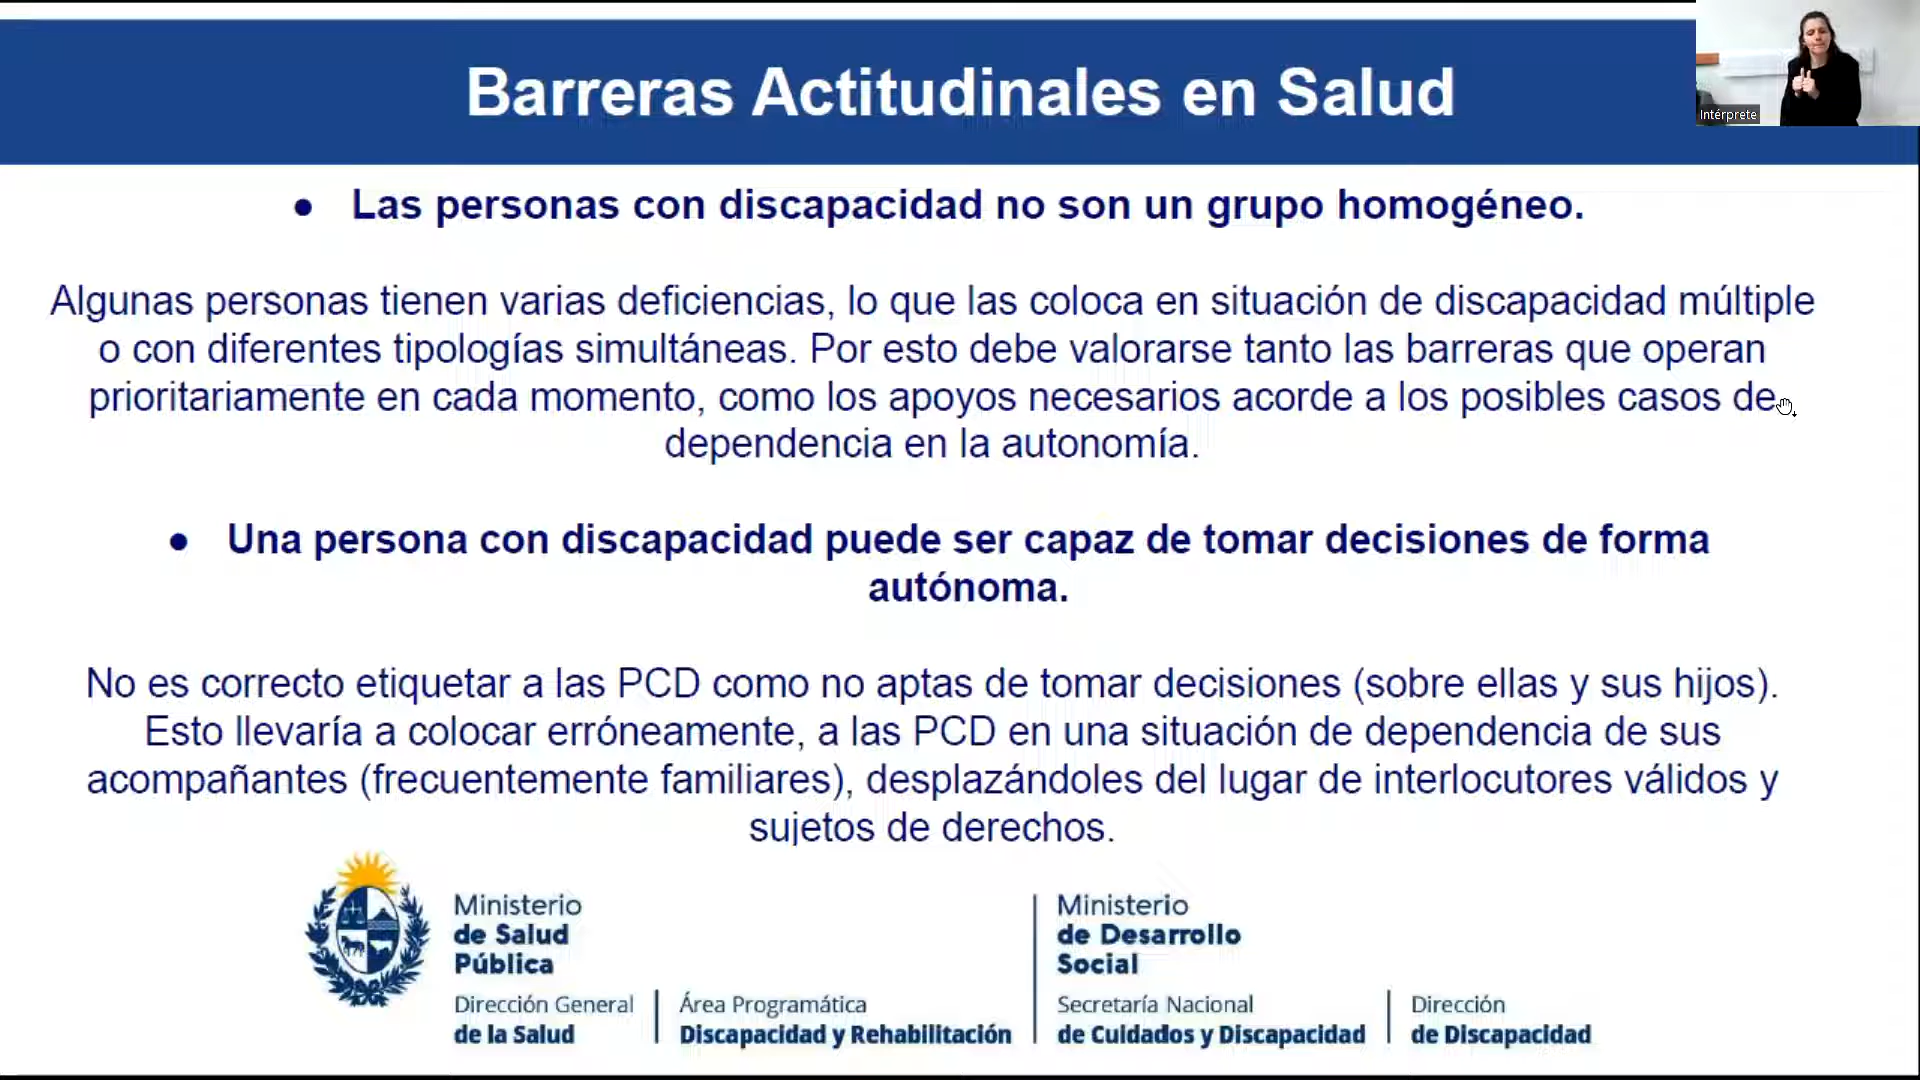 Barreras Actitudinales en Salud
Intérprete
● Las personas con discapacidad no son un grupo homogéneo.
Algunas personas tienen varias deficiencias, lo que las coloca en situación de discapacidad múltiple
o con diferentes tipologías simultáneas. Por esto debe valorarse tanto las barreras que operan
prioritariamente en cada momento, como los apoyos necesarios acorde a los posibles casos de
dependencia en la autonomía.
● Una persona con discapacidad puede ser capaz de tomar decisiones de forma
autónoma.
No es correcto etiquetar a las PCD como no aptas de tomar decisiones (sobre ellas y sus hijos).
Esto llevaría a colocar erróneamente, a las PCD en una situación de dependencia de sus
acompañantes (frecuentemente familiares), desplazándoles del lugar de interlocutores válidos y
sujetos de derechos.
Ministerio
de Salud
Pública
Dirección General
de la Salud
Área Programática
Discapacidad y Rehabilitación
Ministerio
de Desarrollo
Social
Secretaría Nacional
de Cuidados y Discapacidad
Dirección
de Discapacidad